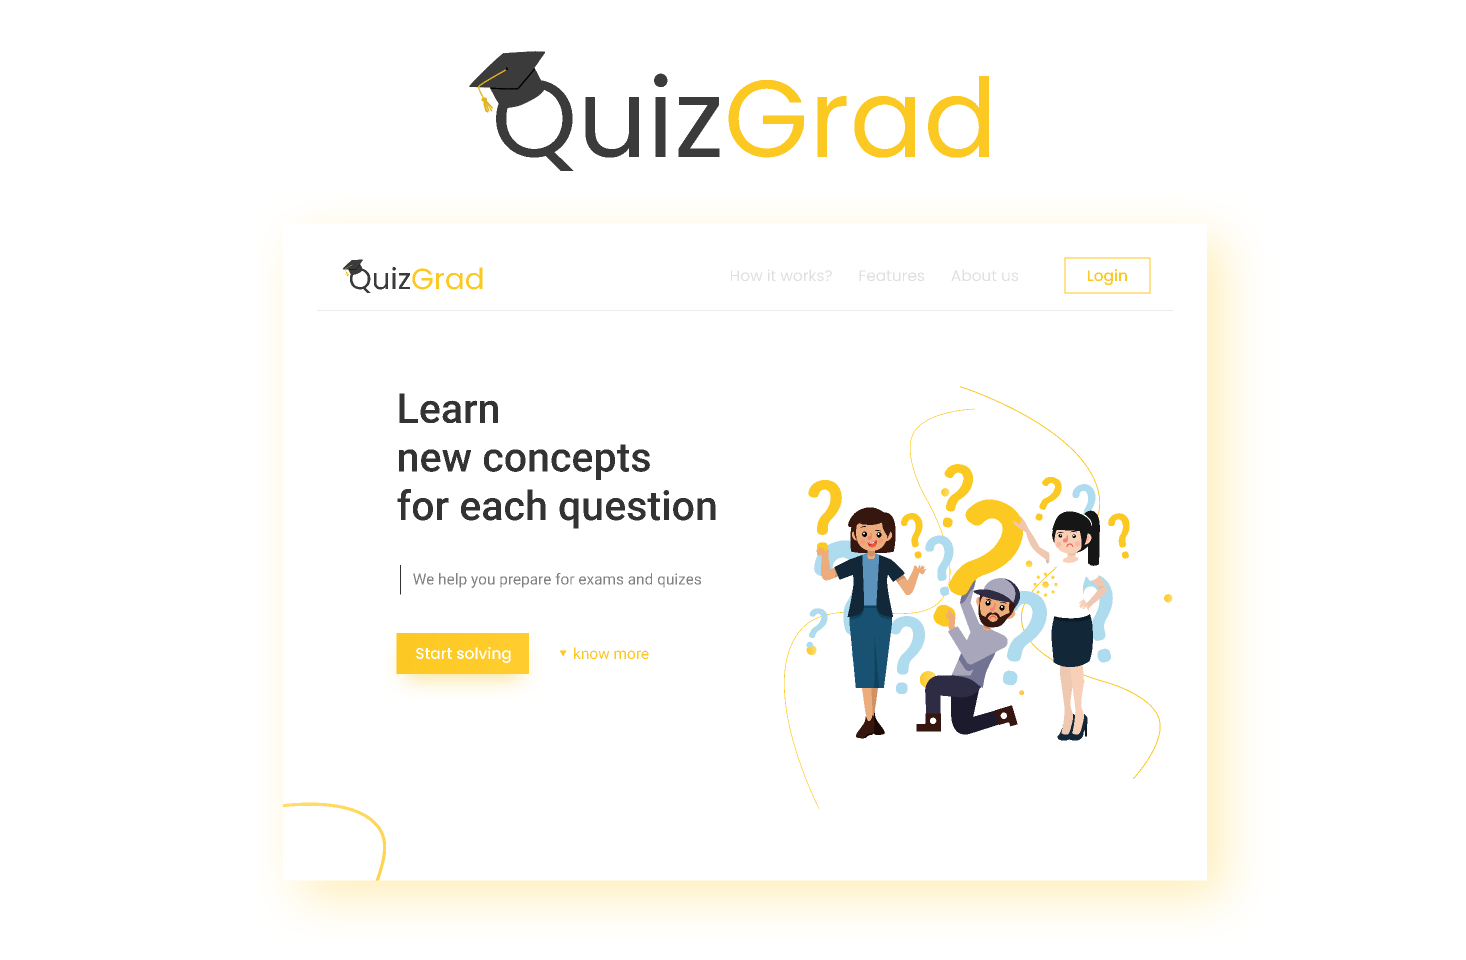 QuizGrad
QuizGrad
How it works? Features About us Login
Learn
new concepts
for each question
We help you prepare for exams and quizes
Start solving know more